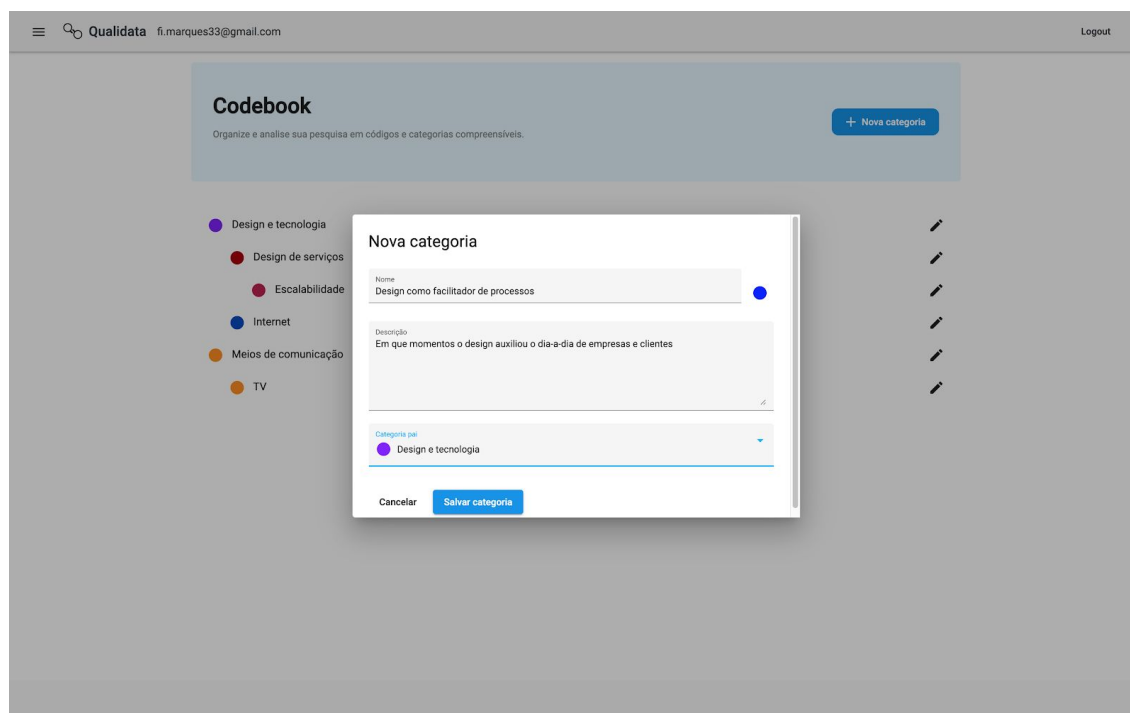 Qualidata fi.marques33@gmail.com Logout
Codebook
Organize e analise sua pesquisa em códigos e categorias compreensíveis.
+ Nova categoria
Design e tecnologia
Design de serviços
Escalabilidade
Internet
Meios de comunicação
TV
Nova categoria
Nome
Design como facilitador de processos
Descrição
Em que momentos o design auxiliou o dia-a-dia de empresas e clientes
Categoria pai
Design e tecnologia
Cancelar Salvar categoria